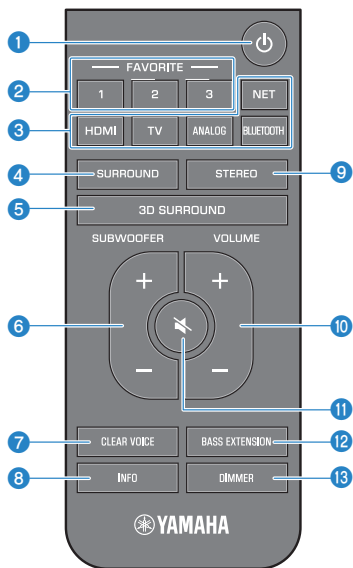 1
FAVORITE
2
1 2 3 NET
3
HDMI TV ANALOG BLUETOOTH
4 SURROUND STEREO 9
5 3D SURROUND
SUBWOOFER VOLUME
+ +
6 10
- -
11
7 CLEAR VOICE BASS EXTENSION 12
8 INFO DIMMER 13
YAMAHA